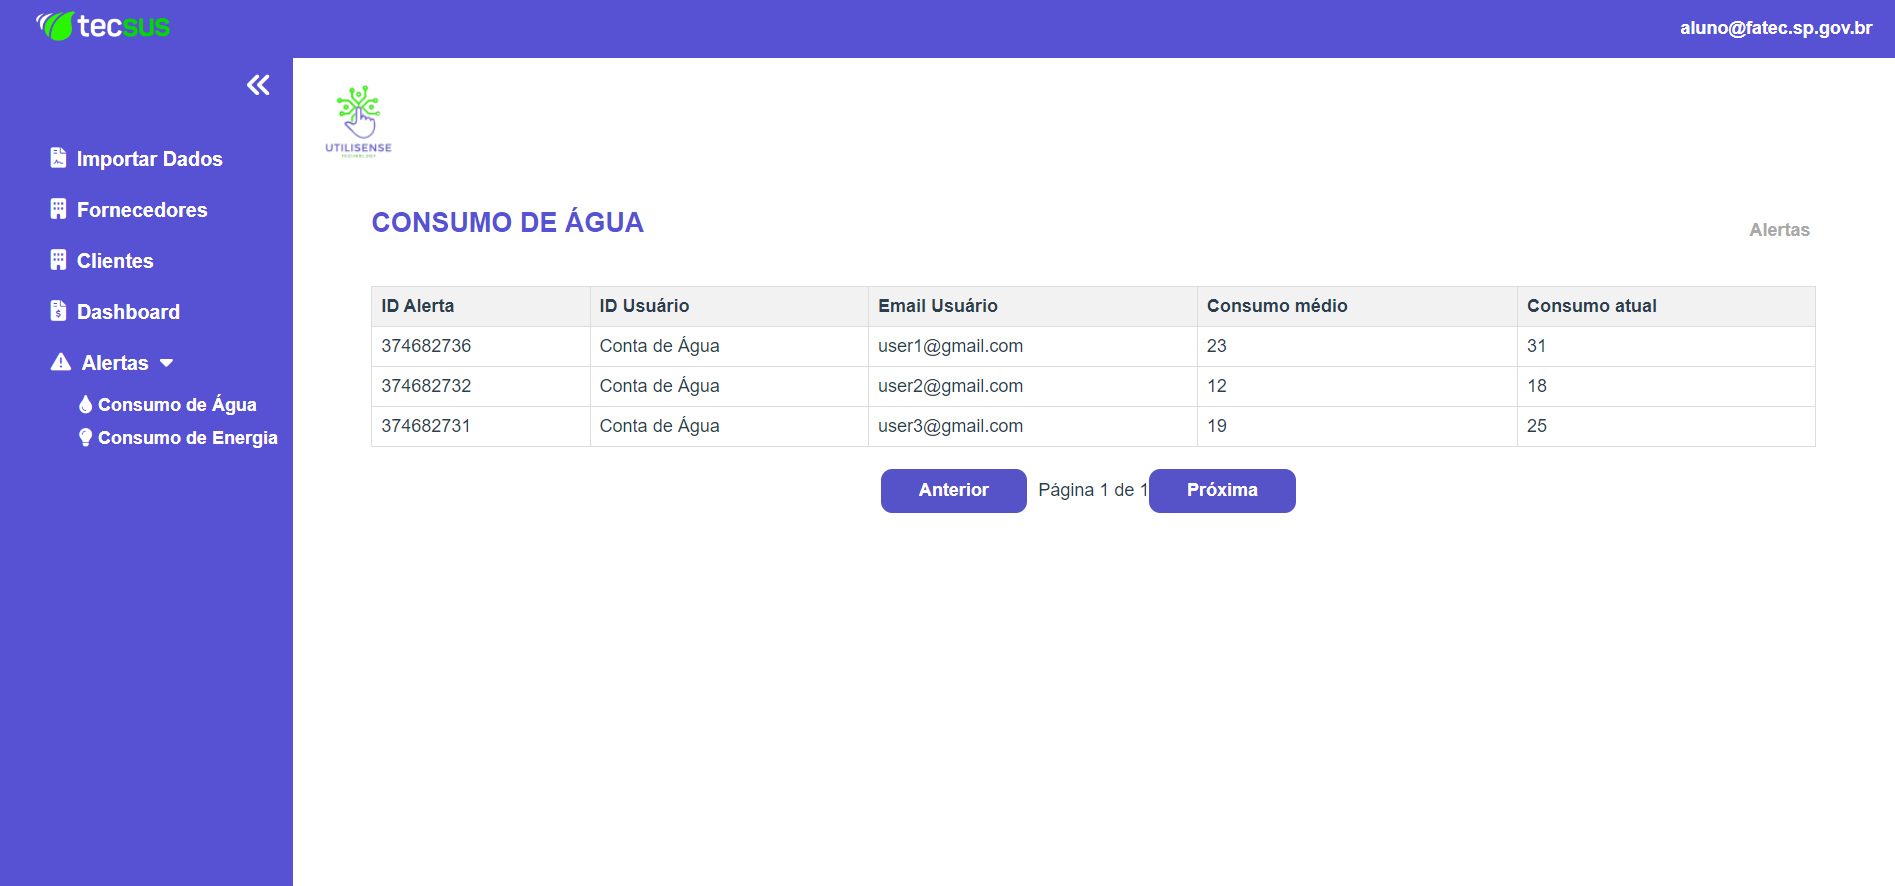 tecsus
aluno@fatec.sp.gov.br
Importar Dados
Fornecedores
Clientes
Dashboard
Alertas
Consumo de Água
Consumo de Energia
UTILISENSE
CONSUMO DE ÁGUA
Alertas
ID Alerta ID Usuário Email Usuário Consumo médio Consumo atual
374682736 Conta de Água user1@gmail.com 23 31
374682732 Conta de Água user2@gmail.com 12 18
374682731 Conta de Água user3@gmail.com 19 25
Anterior Página 1 de 1 Próxima